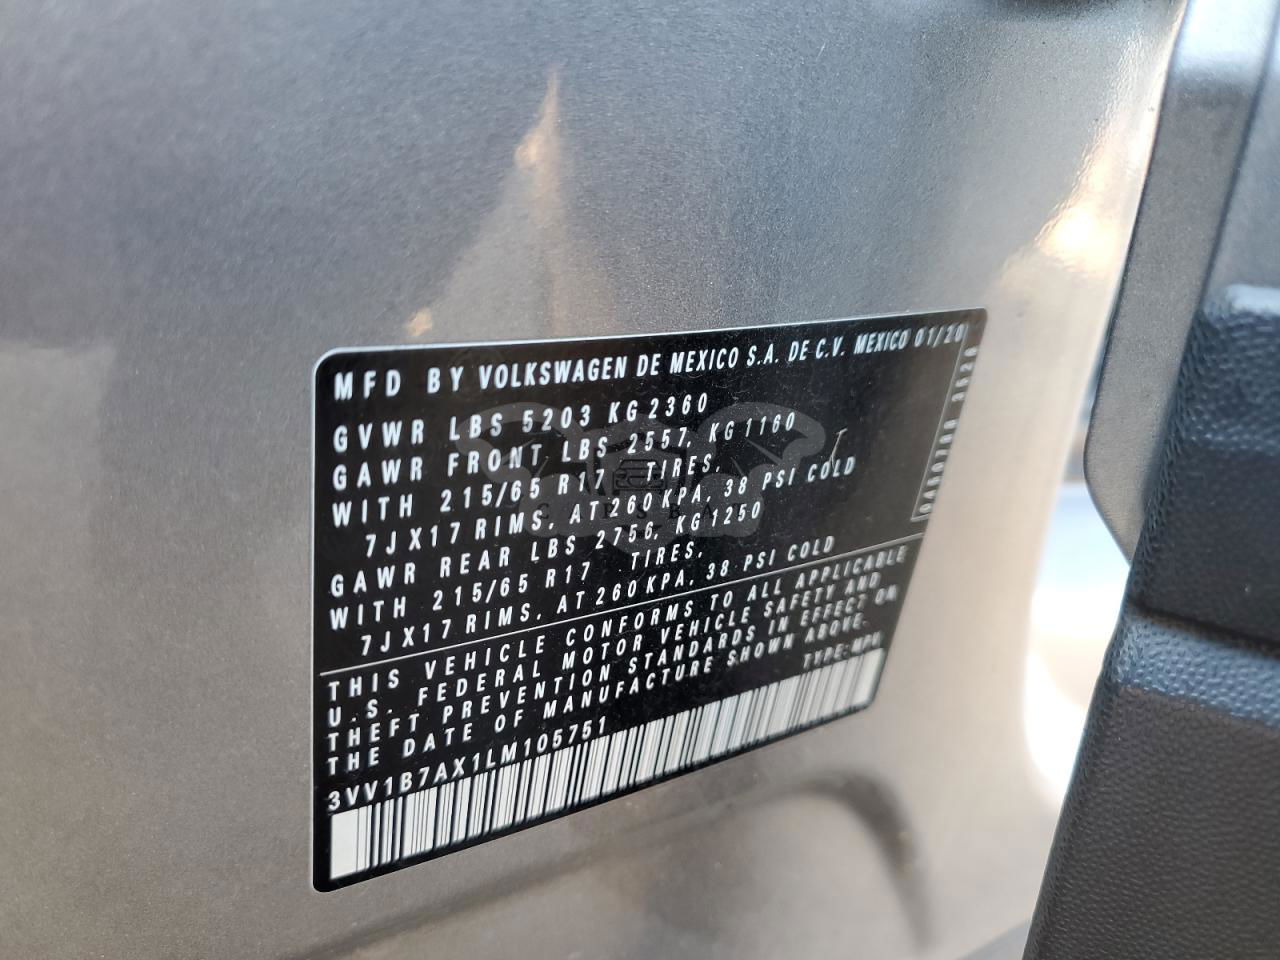 MFD BY VOLKSWAGEN DE MEXICO S.A. DE C.V. MEXICO 01/20
GVWR LBS 5203 KG 2360
GAWR FRONT LBS 2557, KG 1160
WITH 215/65 R17 TIRES,
7JX17 RIMS, AT 260 KPA, 38 PSI COLD
GAWR REAR LBS 2756, KG 1250
WITH 215/65 R17 TIRES,
7JX17 RIMS, AT 260 KPA, 38 PSI COLD
THIS VEHICLE CONFORMS TO ALL APPLICABLE
U.S. FEDERAL MOTOR VEHICLE SAFETY AND
THEFT PREVENTION STANDARDS IN EFFECT ON
THE DATE OF MANUFACTURE SHOWN ABOVE.
TYPE: MPV
3VV1B7AX1LM105751